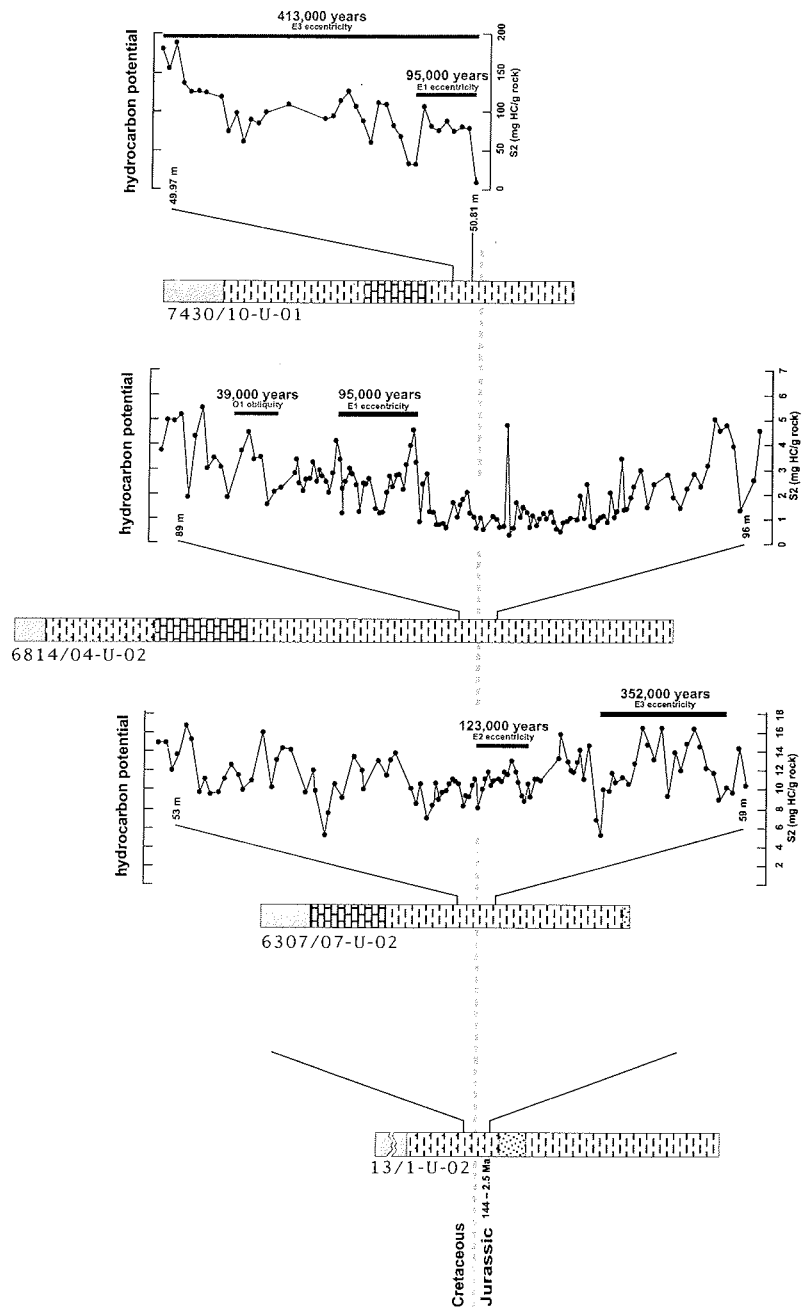 413,000 years
E3 eccentricity
hydrocarbon potential
95,000 years
E1 eccentricity
200
150
100
50
0
S2 (mg HC/g rock)
49.97 m
50.81 m
7430/10-U-01
hydrocarbon potential
39,000 years
O1 obliquity
95,000 years
E1 eccentricity
7
6
5
4
3
2
1
0
S2 (mg HC/g rock)
89 m
96 m
6814/04-U-02
hydrocarbon potential
123,000 years
E2 eccentricity
352,000 years
E3 eccentricity
18
16
14
12
10
8
6
4
2
S2 (mg HC/g rock)
53 m
59 m
6307/07-U-02
13/1-U-02
Cretaceous
Jurassic 144 – 2.5 Ma